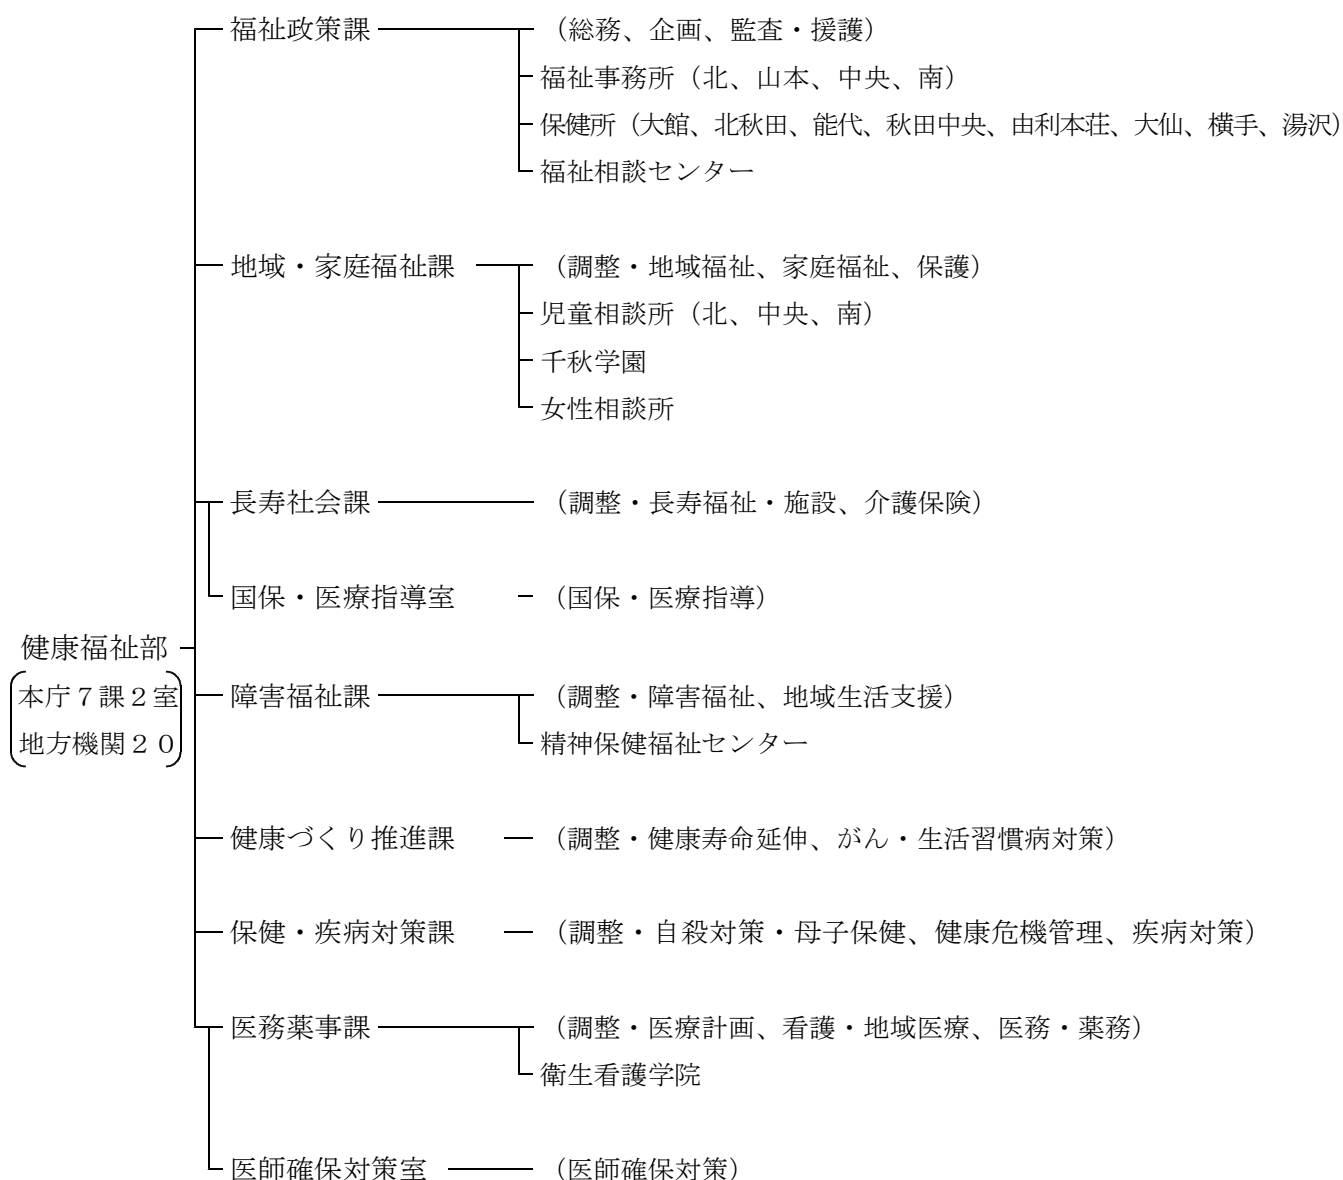 福祉政策課 (総務、企画、監査・援護)
福祉事務所(北、山本、中央、南)
保健所(大館、北秋田、能代、秋田中央、由利本荘、大仙、横手、湯沢)
福祉相談センター
地域・家庭福祉課 (調整・地域福祉、家庭福祉、保護)
児童相談所(北、中央、南)
千秋学園
女性相談所
長寿社会課 (調整・長寿福祉・施設、介護保険)
国保・医療指導室 (国保・医療指導)
健康福祉部
本庁7課2室
地方機関20
障害福祉課 (調整・障害福祉、地域生活支援)
精神保健福祉センター
健康づくり推進課 (調整・健康寿命延伸、がん・生活習慣病対策)
保健・疾病対策課 (調整・自殺対策・母子保健、健康危機管理、疾病対策)
医務薬事課 (調整・医療計画、看護・地域医療、医務・薬務)
衛生看護学院
医師確保対策室 (医師確保対策)